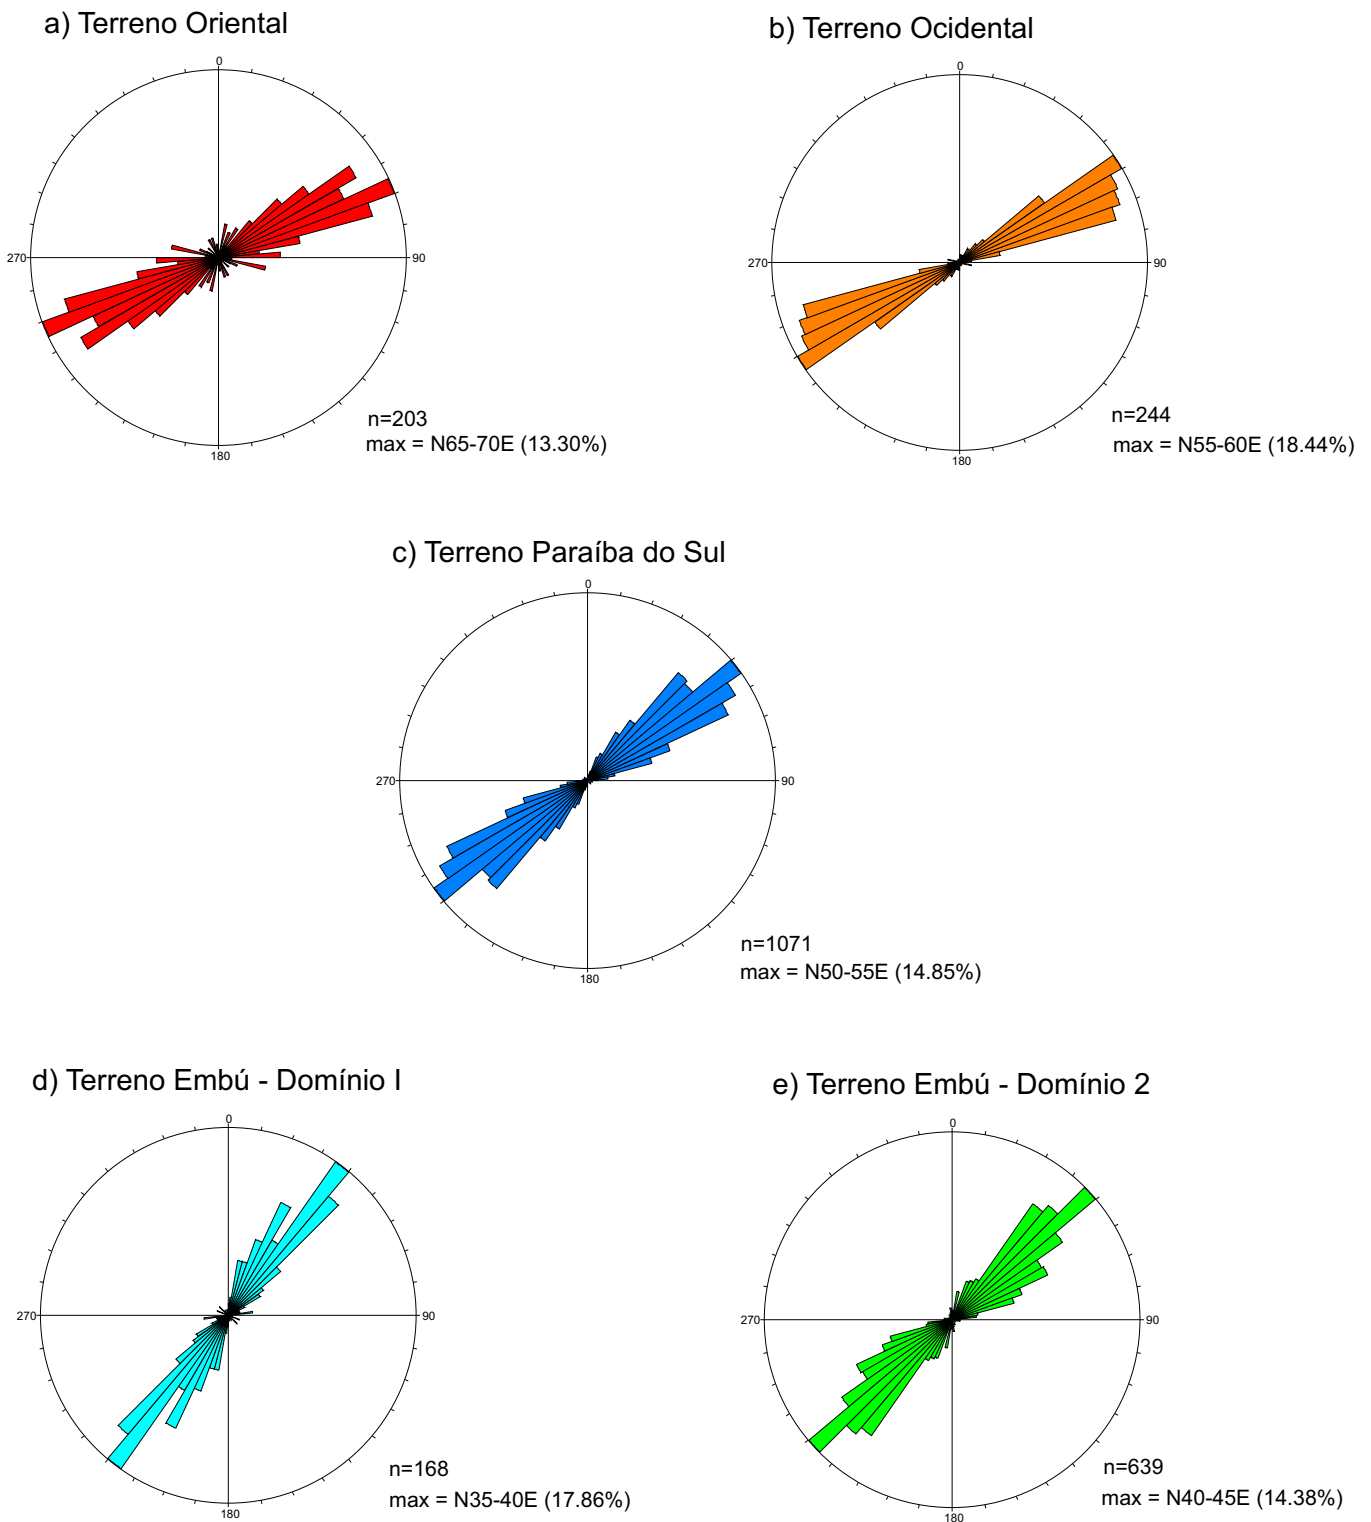 a) Terreno Oriental
0
270
90
180
n=203
max = N65-70E (13.30%)
b) Terreno Ocidental
0
270
90
180
n=244
max = N55-60E (18.44%)
c) Terreno Paraíba do Sul
0
270
90
180
n=1071
max = N50-55E (14.85%)
d) Terreno Embú - Domínio I
0
270
90
180
n=168
max = N35-40E (17.86%)
e) Terreno Embú - Domínio 2
0
270
90
180
n=639
max = N40-45E (14.38%)